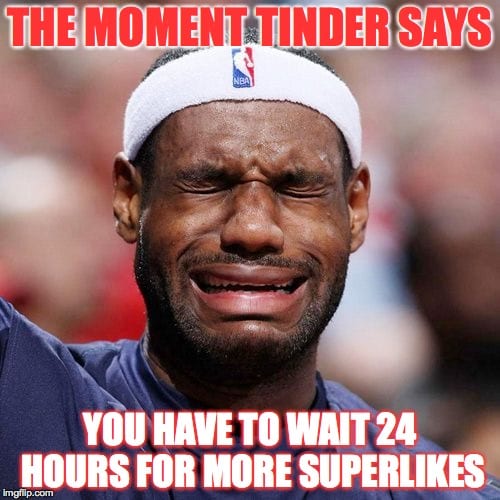 THE MOMENT TINDER SAYS
NBA
YOU HAVE TO WAIT 24
HOURS FOR MORE SUPERLIKES
imgflip.com